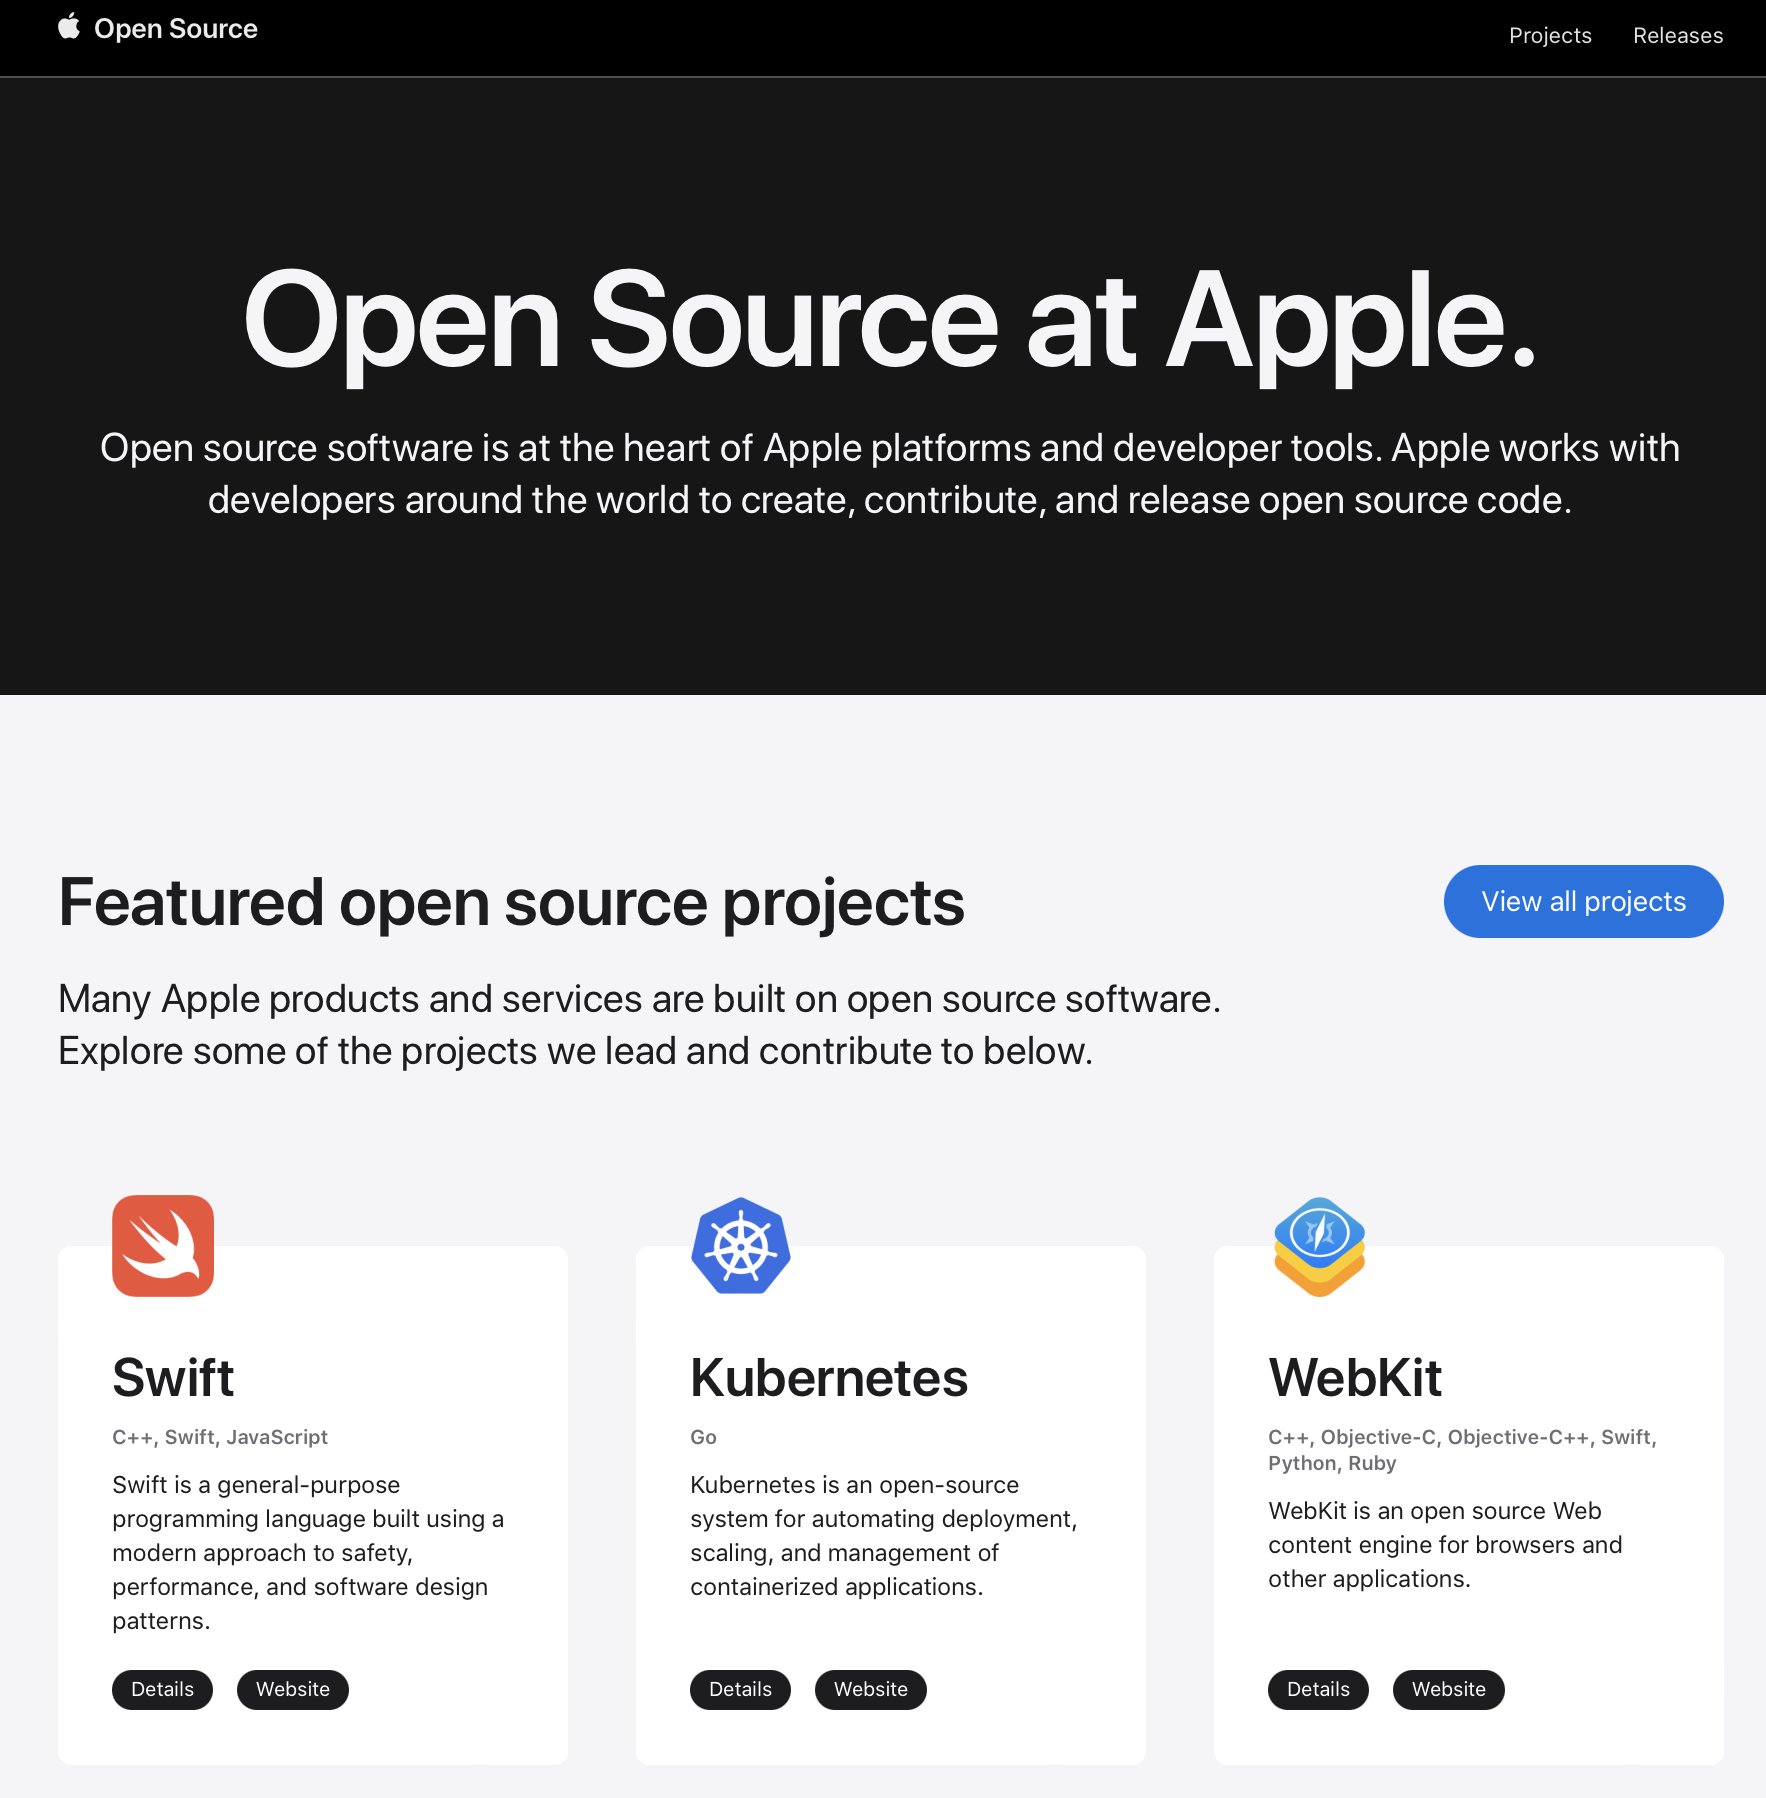 Open Source
Projects
Releases
Open Source at Apple.
Open source software is at the heart of Apple platforms and developer tools. Apple works with
developers around the world to create, contribute, and release open source code.
Featured open source projects
View all projects
Many Apple products and services are built on open source software.
Explore some of the projects we lead and contribute to below.
Swift
C++, Swift, JavaScript
Swift is a general-purpose
programming language built using a
modern approach to safety,
performance, and software design
patterns.
Details
Website
Kubernetes
Go
Kubernetes is an open-source
system for automating deployment,
scaling, and management of
containerized applications.
Details
Website
WebKit
C++, Objective-C, Objective-C++, Swift,
Python, Ruby
WebKit is an open source Web
content engine for browsers and
other applications.
Details
Website